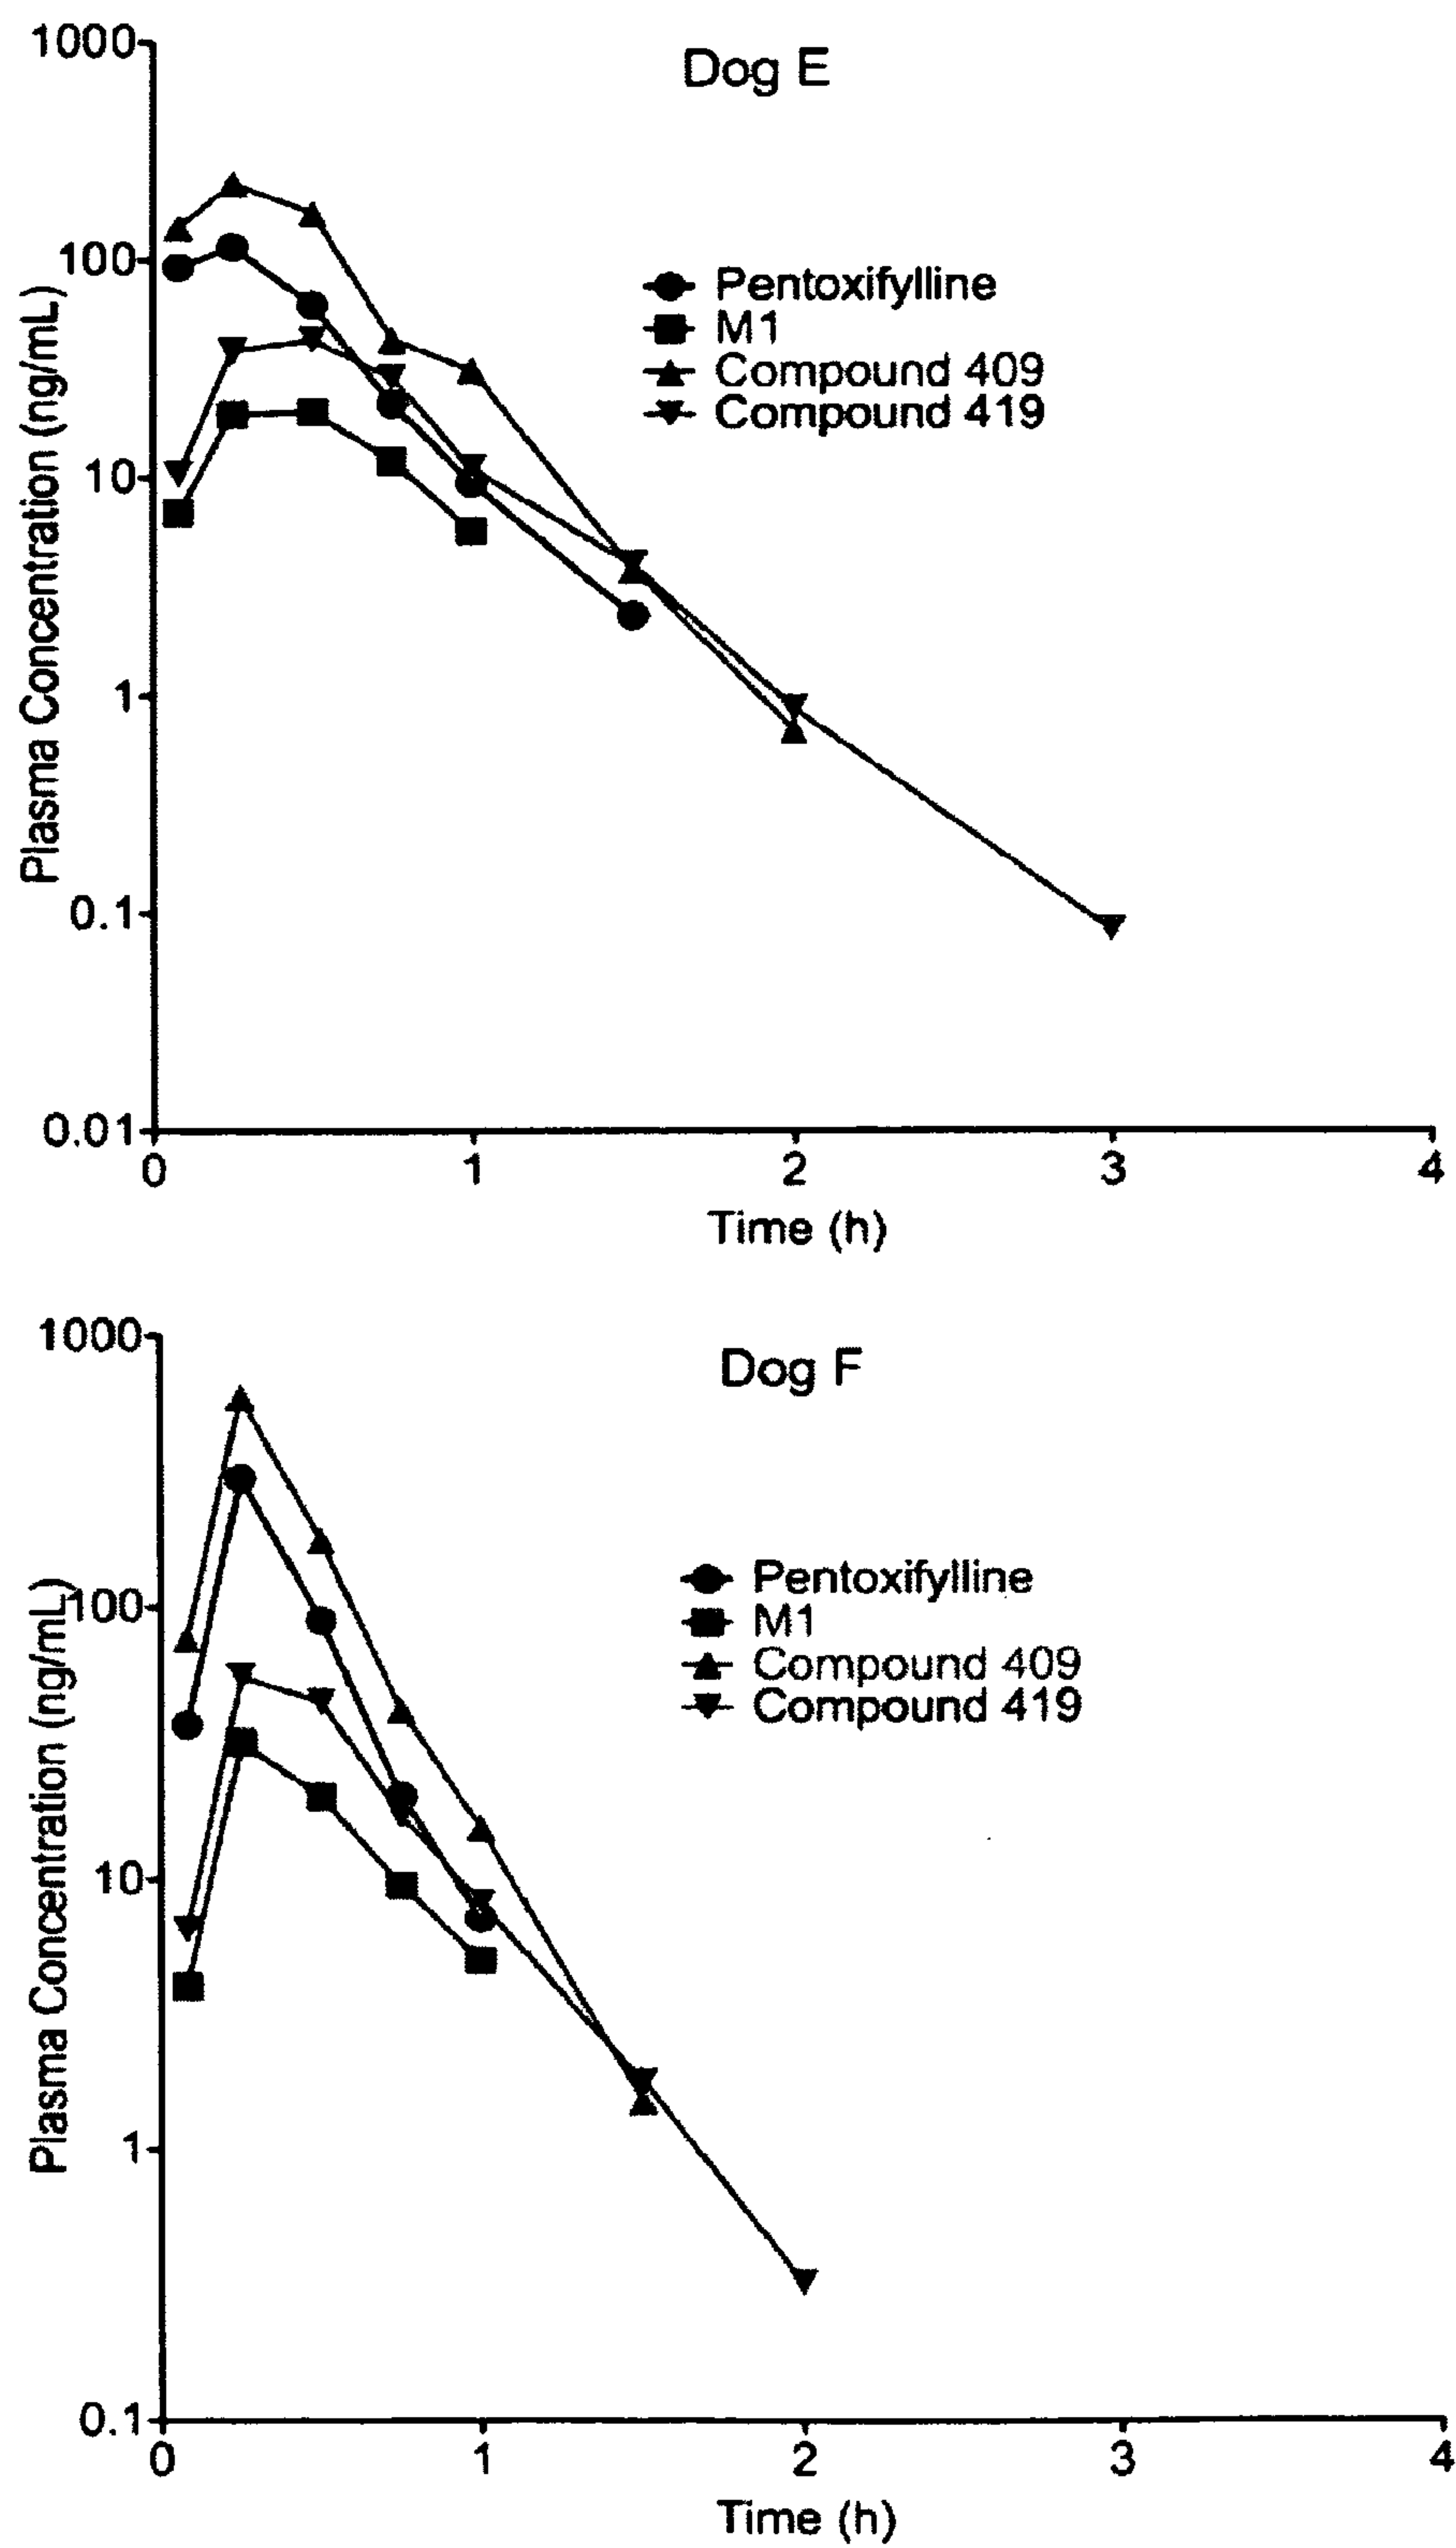 Dog E
1000
100
10
1
0.1
0.01
Plasma Concentration (ng/mL)
Pentoxifylline
M1
Compound 409
Compound 419
0 1 2 3 4
Time (h)
Dog F
1000
100
10
1
0.1
Plasma Concentration (ng/mL)
Pentoxifylline
M1
Compound 409
Compound 419
0 1 2 3 4
Time (h)